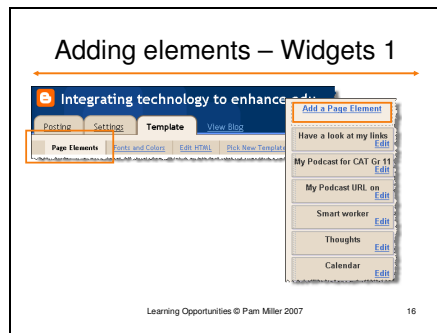 Adding elements – Widgets 1
Integrating technology to enhance edu
Posting Settings Template View Blog
Page Elements Fonts and Colors Edit HTML Pick New Template
Add a Page Element
Have a look at my links
Edit
My Podcast for CAT Gr 11
Edit
My Podcast URL on
Edit
Smart worker
Edit
Thoughts
Edit
Calendar
Edit
Learning Opportunities © Pam Miller 2007 16